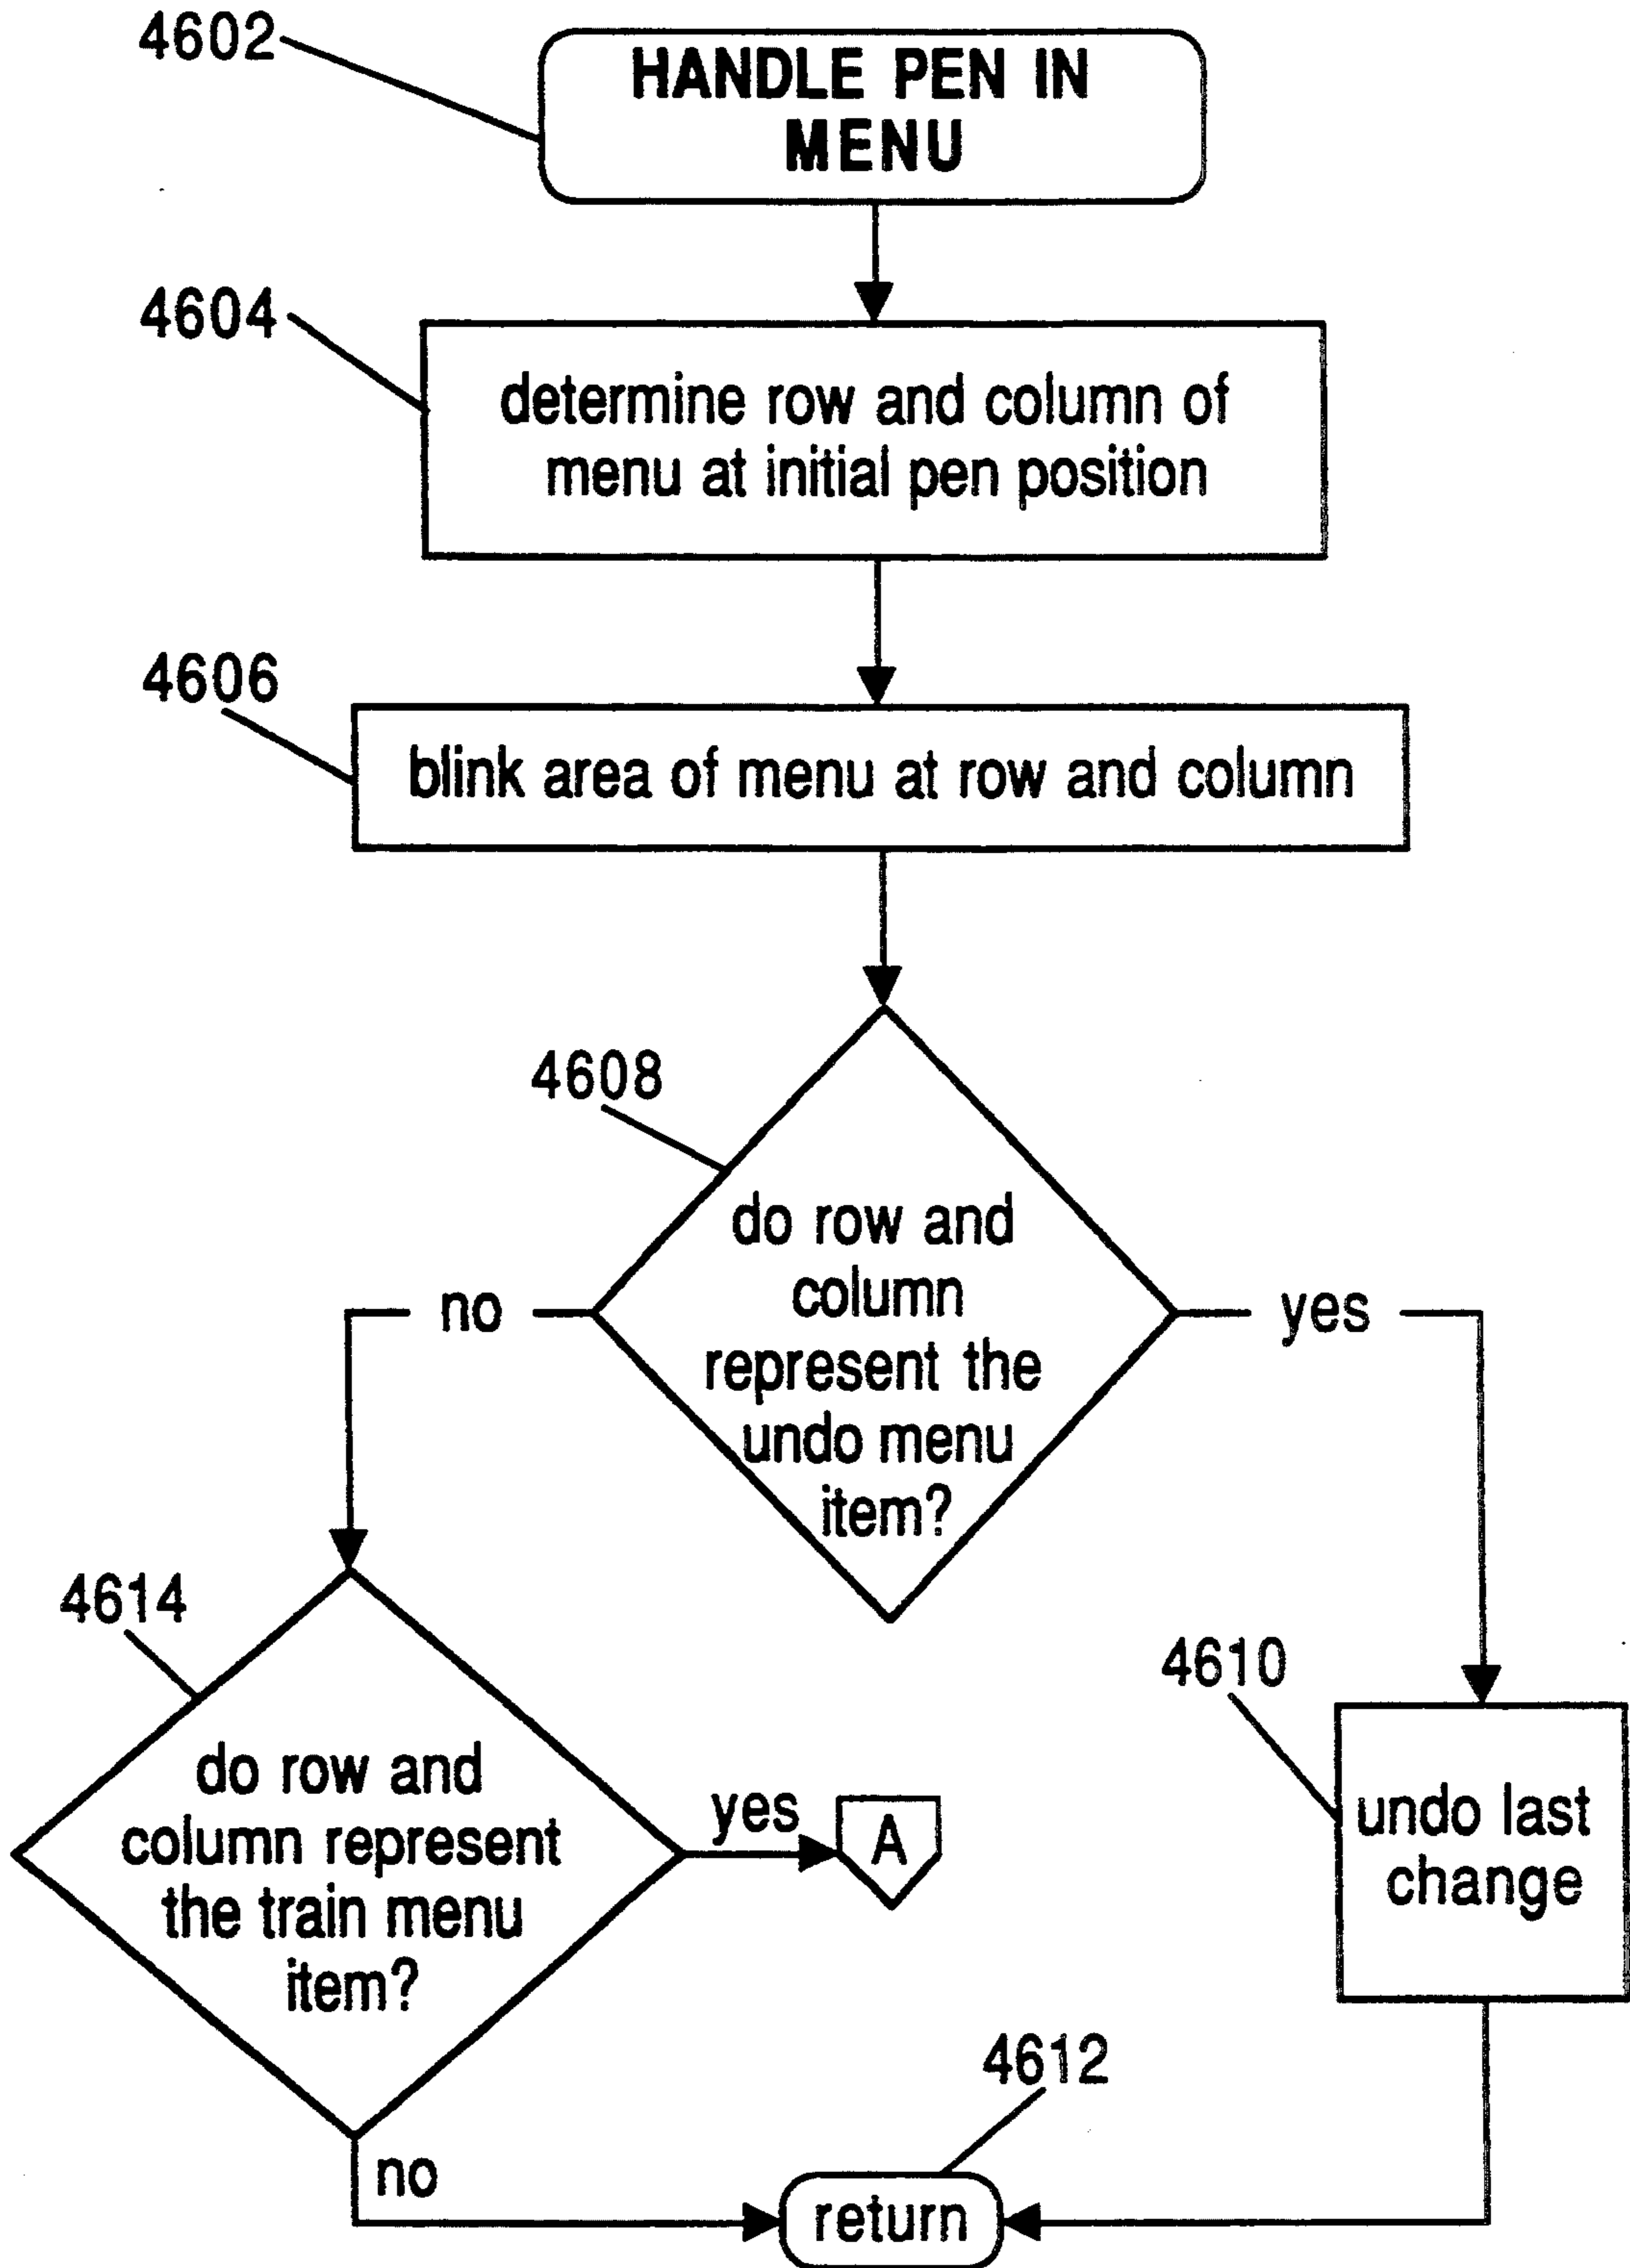 4602
HANDLE PEN IN
MENU
4604
determine row and column of
menu at initial pen position
4606
blink area of menu at row and column
4608
do row and
column
represent the
undo menu
item?
no
yes
4614
do row and
column represent
the train menu
item?
yes
A
4610
undo last
change
no
4612
return